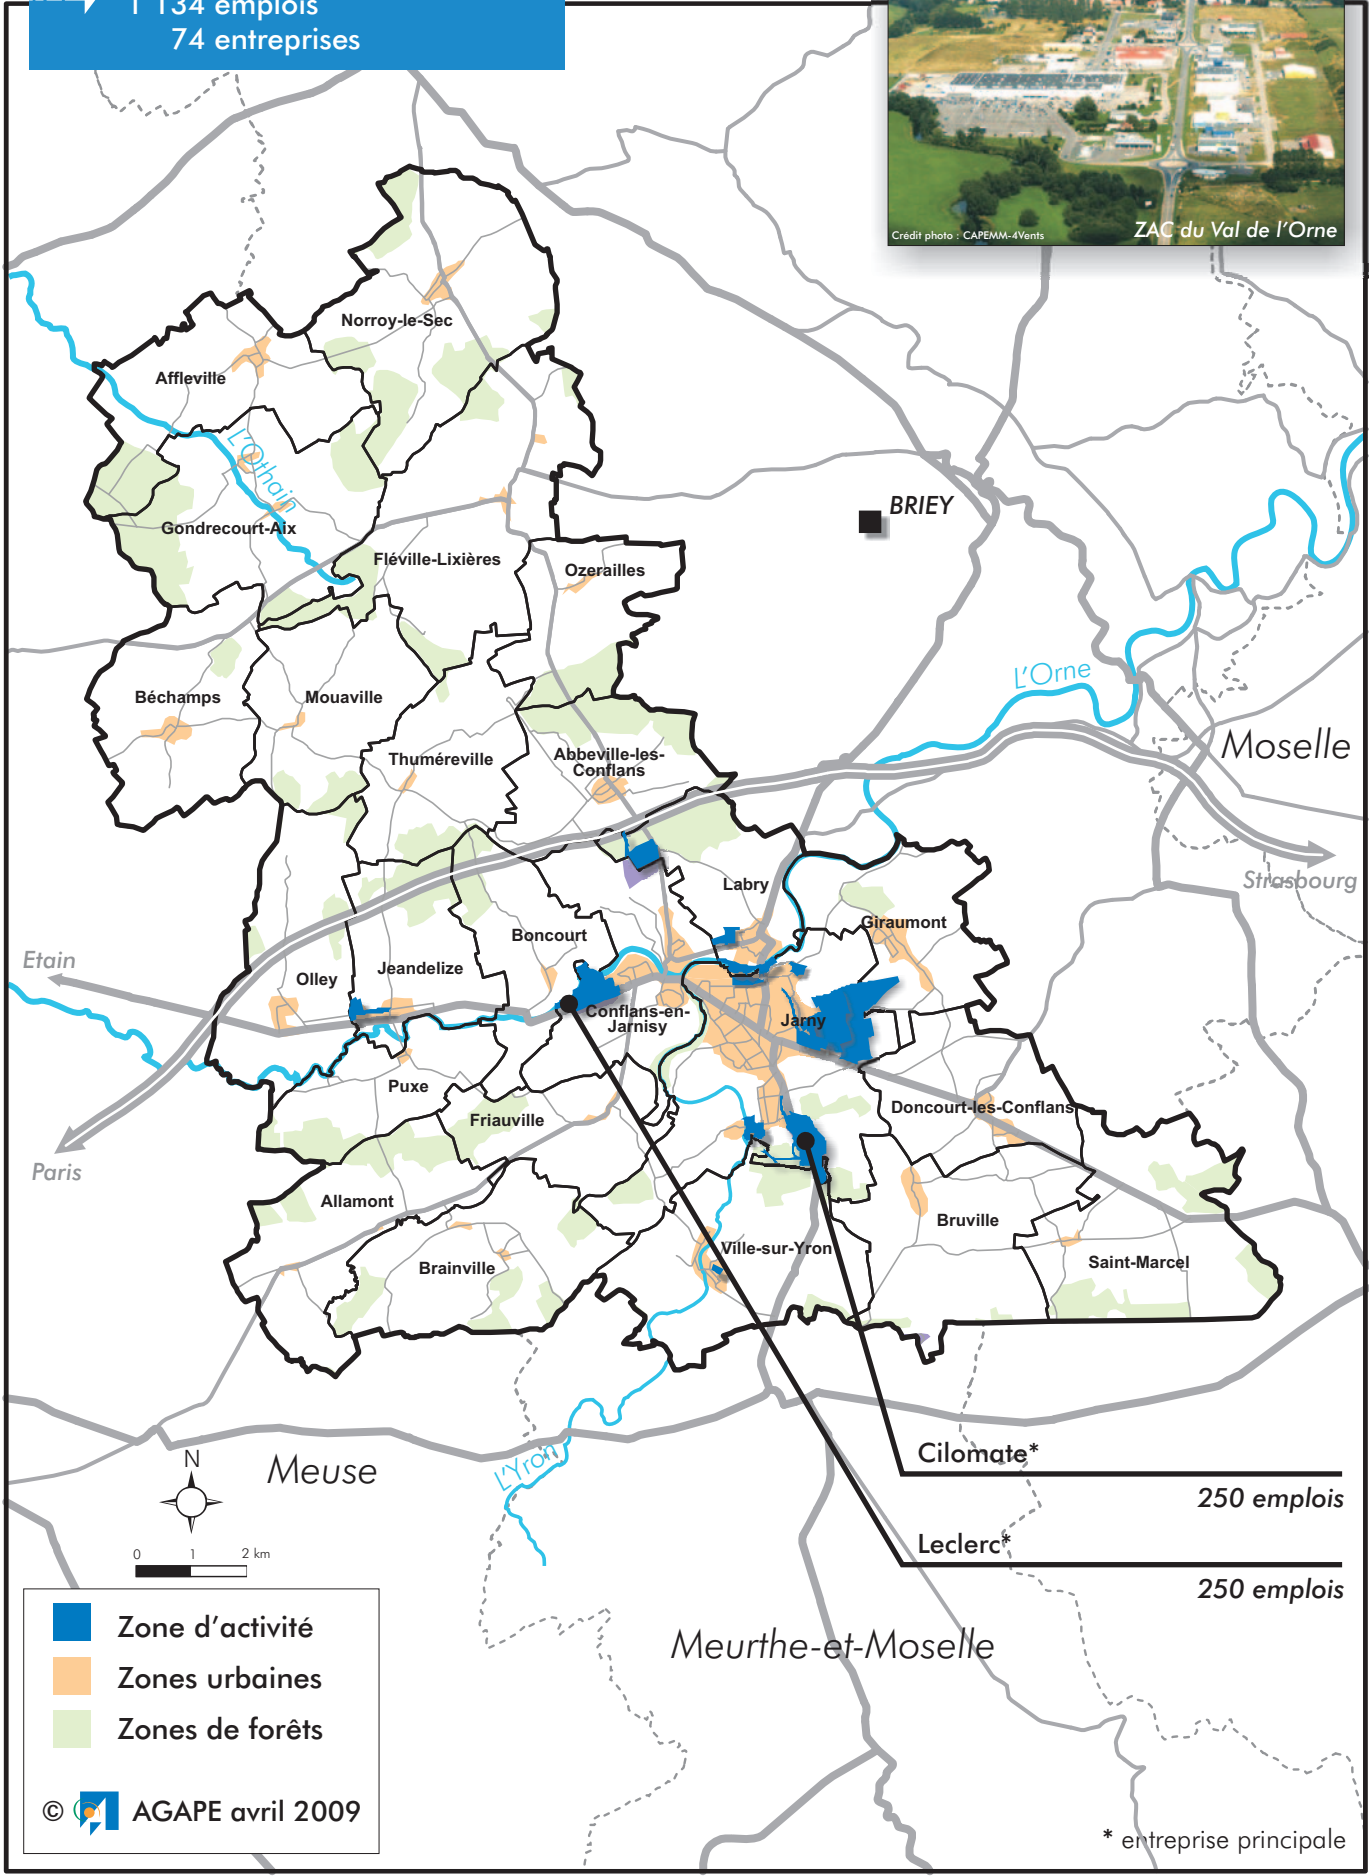 1 134 emplois
74 entreprises
Crédit photo : CAPEMM-4Vents
ZAC du Val de l'Orne
Norroy-le-Sec
Affleville
L'Othain
Gondrecourt-Aix
BRIEY
Fléville-Lixières
Ozerailles
L'Orne
Béchamps
Mouaville
Moselle
Thuméréville
Abbeville-les-
Conflans
Strasbourg
Labry
Giraumont
Boncourt
Etain
Olley
Jeandelize
Conflans-en-
Jarnisy
Jarny
Puxe
Friauville
Doncourt-les-Conflans
Paris
Allamont
Bruville
Ville-sur-Yron
Brainville
Saint-Marcel
L'Yron
Cilomate*
250 emplois
Leclerc*
250 emplois
N
Meuse
0 1 2 km
Meurthe-et-Moselle
Zone d'activité
Zones urbaines
Zones de forêts
© AGAPE avril 2009
* entreprise principale